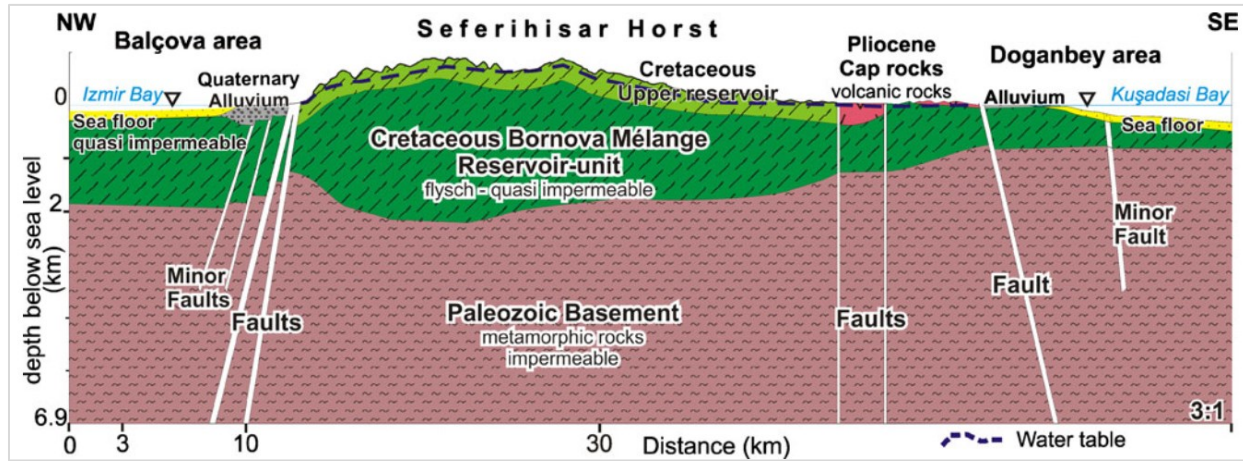 NW
SE
Seferihisar Horst
Balçova area
Pliocene
Cap rocks
volcanic rocks
Doganbey area
Quaternary
Alluvium
Cretaceous
Upper reservoir
Izmir Bay
Alluvium
Kuşadasi Bay
0
Sea floor
quasi impermeable
Sea floor
Cretaceous Bornova Mélange
Reservoir-unit
flysch - quasi impermeable
2
Minor
Fault
Minor
Faults
Faults
Fault
Faults
Paleozoic Basement
metamorphic rocks
impermeable
depth below sea level
(km)
6.9
3:1
0
3
10
30
Distance (km)
Water table